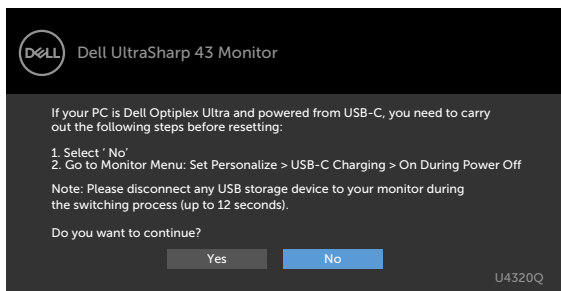 DELL Dell UltraSharp 43 Monitor
If your PC is Dell Optiplex Ultra and powered from USB-C, you need to carry
out the following steps before resetting:
1. Select ‘ No’
2. Go to Monitor Menu: Set Personalize > USB-C Charging > On During Power Off
Note: Please disconnect any USB storage device to your monitor during
the switching process (up to 12 seconds).
Do you want to continue?
Yes No
U4320Q